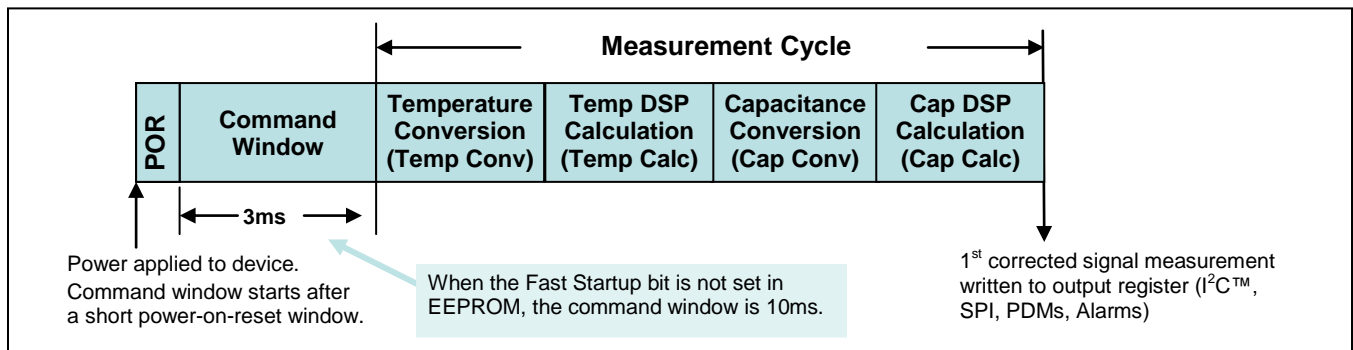 Measurement Cycle
POR
Command
Window
Temperature
Conversion
(Temp Conv)
Temp DSP
Calculation
(Temp Calc)
Capacitance
Conversion
(Cap Conv)
Cap DSP
Calculation
(Cap Calc)
3ms
Power applied to device.
Command window starts after
a short power-on-reset window.
When the Fast Startup bit is not set in
EEPROM, the command window is 10ms.
1st corrected signal measurement
written to output register (I2C™,
SPI, PDMs, Alarms)